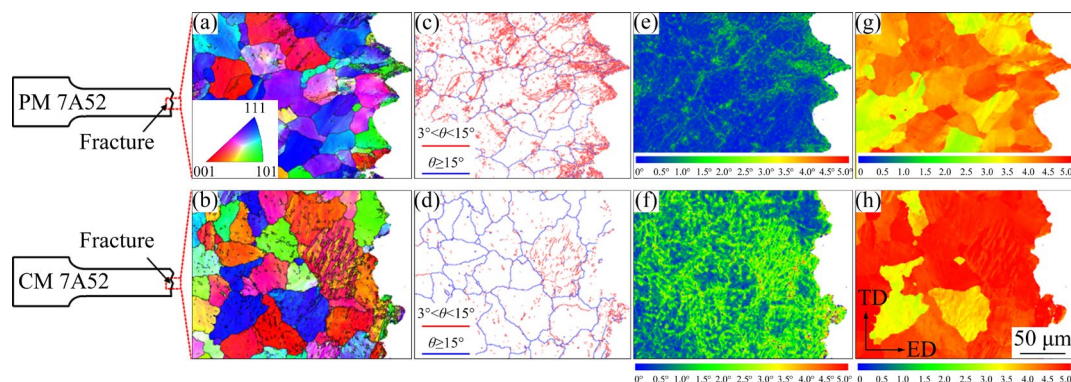 (a)
(c)
(e)
(g)
PM 7A52
Fracture
111
001
101
3°<θ<15°
θ≥15°
0° 0.5° 1.0° 1.5° 2.0° 2.5° 3.0° 3.5° 4.0° 4.5° 5.0°
0 0.5 1.0 1.5 2.0 2.5 3.0 3.5 4.0 4.5 5.0
(b)
(d)
(f)
(h)
Fracture
CM 7A52
3°<θ<15°
θ≥15°
TD
ED
50 μm
0° 0.5° 1.0° 1.5° 2.0° 2.5° 3.0° 3.5° 4.0° 4.5° 5.0°
0 0.5 1.0 1.5 2.0 2.5 3.0 3.5 4.0 4.5 5.0